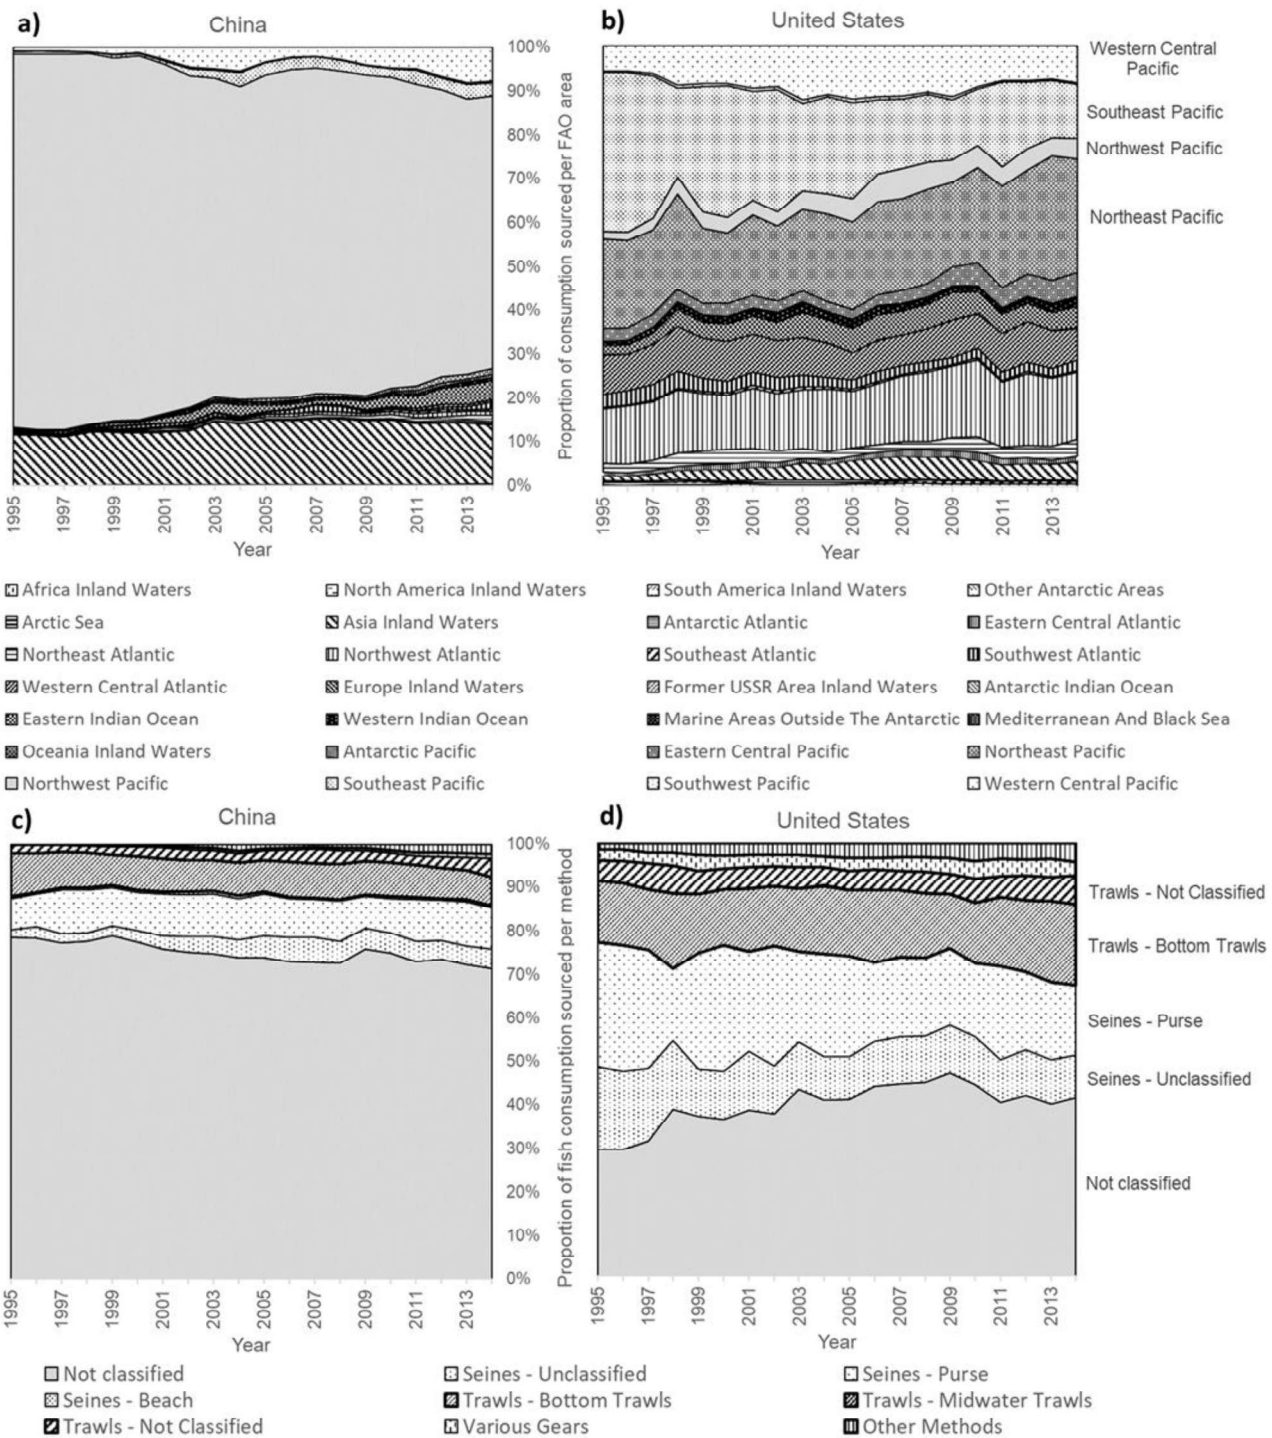 a)
China
100%
90%
80%
70%
60%
50%
40%
30%
20%
10%
0%
Proportion of consumption sourced per FAO area
1995
1997
1999
2001
2003
2005
2007
2009
2011
2013
Year
b)
United States
Western Central
Pacific
Southeast Pacific
Northwest Pacific
Northeast Pacific
1995
1997
1999
2001
2003
2005
2007
2009
2011
2013
Year
Africa Inland Waters
North America Inland Waters
South America Inland Waters
Other Antarctic Areas
Arctic Sea
Asia Inland Waters
Antarctic Atlantic
Eastern Central Atlantic
Northeast Atlantic
Northwest Atlantic
Southeast Atlantic
Southwest Atlantic
Western Central Atlantic
Europe Inland Waters
Former USSR Area Inland Waters
Antarctic Indian Ocean
Eastern Indian Ocean
Western Indian Ocean
Marine Areas Outside The Antarctic
Mediterranean And Black Sea
Oceania Inland Waters
Antarctic Pacific
Eastern Central Pacific
Northeast Pacific
Northwest Pacific
Southeast Pacific
Southwest Pacific
Western Central Pacific
c)
China
100%
90%
80%
70%
60%
50%
40%
30%
20%
10%
0%
Proportion of fish consumption sourced per method
1995
1997
1999
2001
2003
2005
2007
2009
2011
2013
Year
d)
United States
Trawls - Not Classified
Trawls - Bottom Trawls
Seines - Purse
Seines - Unclassified
Not classified
1995
1997
1999
2001
2003
2005
2007
2009
2011
2013
Year
Not classified
Seines - Unclassified
Seines - Purse
Seines - Beach
Trawls - Bottom Trawls
Trawls - Midwater Trawls
Trawls - Not Classified
Various Gears
Other Methods